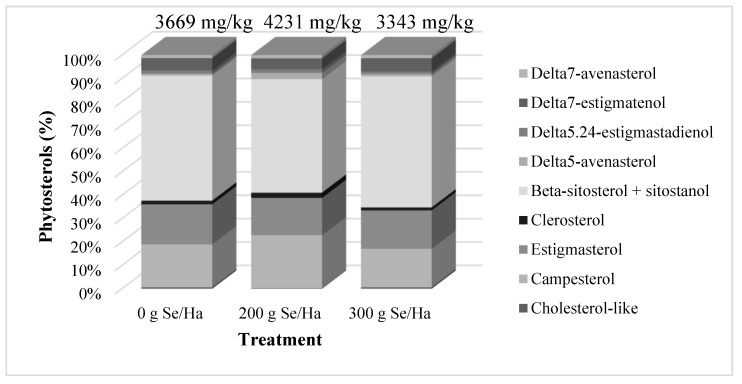 3669 mg/kg 4231 mg/kg 3343 mg/kg
100%
90%
80%
70%
60%
50%
40%
30%
20%
10%
0%
Phytosterols (%)
0 g Se/Ha 200 g Se/Ha 300 g Se/Ha
Treatment
Delta7-avenasterol
Delta7-estigmatenol
Delta5.24-estigmastadienol
Delta5-avenasterol
Beta-sitosterol + sitostanol
Clerosterol
Estigmasterol
Campesterol
Cholesterol-like